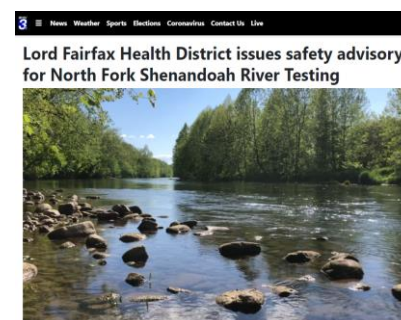 3 ☰ News Weather Sports Elections Coronavirus Contact Us Live
Lord Fairfax Health District issues safety advisory
for North Fork Shenandoah River Testing